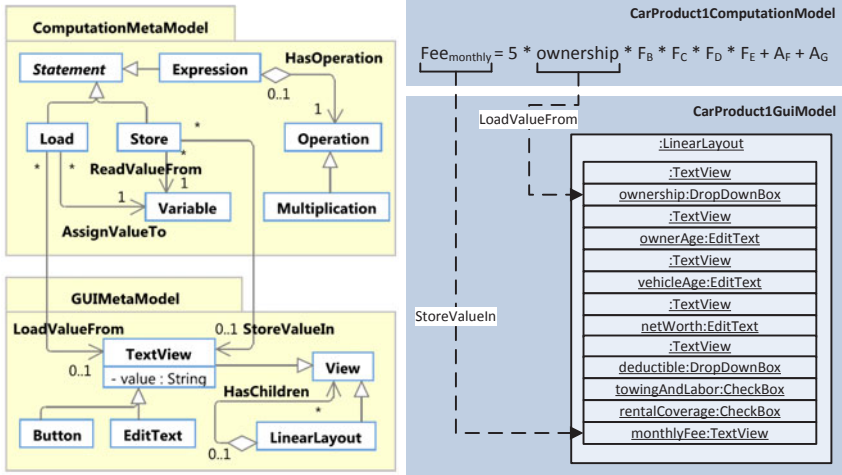 ComputationMetaModel
Statement
Expression
HasOperation
0..1
1
Load
Store
*
Operation
*
*
*
ReadValueFrom
1
1
Variable
Multiplication
AssignValueTo
GUIMetaModel
LoadValueFrom
0..1
StoreValueIn
TextView
- value : String
0..1
View
HasChildren
*
Button
EditText
LinearLayout
0..1
CarProduct1ComputationModel
Feemonthly = 5 * ownership * FB * FC * FD * FE + AF + AG
CarProduct1GuiModel
LoadValueFrom
:LinearLayout
:TextView
ownership:DropDownBox
:TextView
ownerAge:EditText
:TextView
vehicleAge:EditText
:TextView
StoreValueIn
netWorth:EditText
:TextView
deductible:DropDownBox
towingAndLabor:CheckBox
rentalCoverage:CheckBox
monthlyFee:TextView